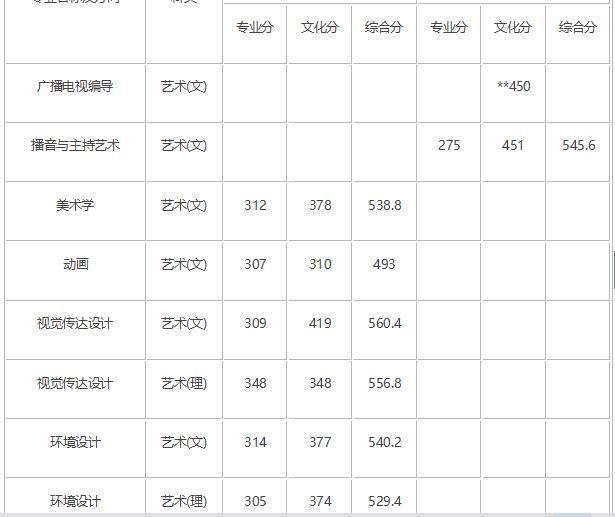 专业分 文化分 综合分 专业分 文化分 综合分
广播电视编导 艺术(文) **450
播音与主持艺术 艺术(文) 275 451 545.6
美术学 艺术(文) 312 378 538.8
动画 艺术(文) 307 310 493
视觉传达设计 艺术(文) 309 419 560.4
视觉传达设计 艺术(理) 348 348 556.8
环境设计 艺术(文) 314 377 540.2
环境设计 艺术(理) 305 374 529.4